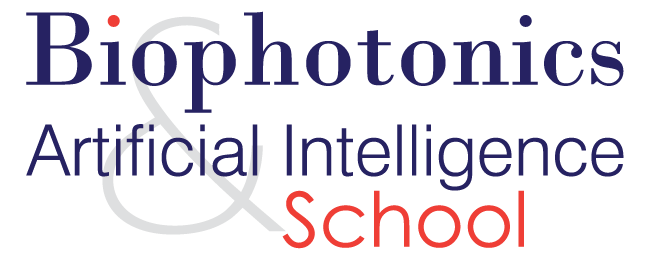 Biophotonics
& Artificial Intelligence
School